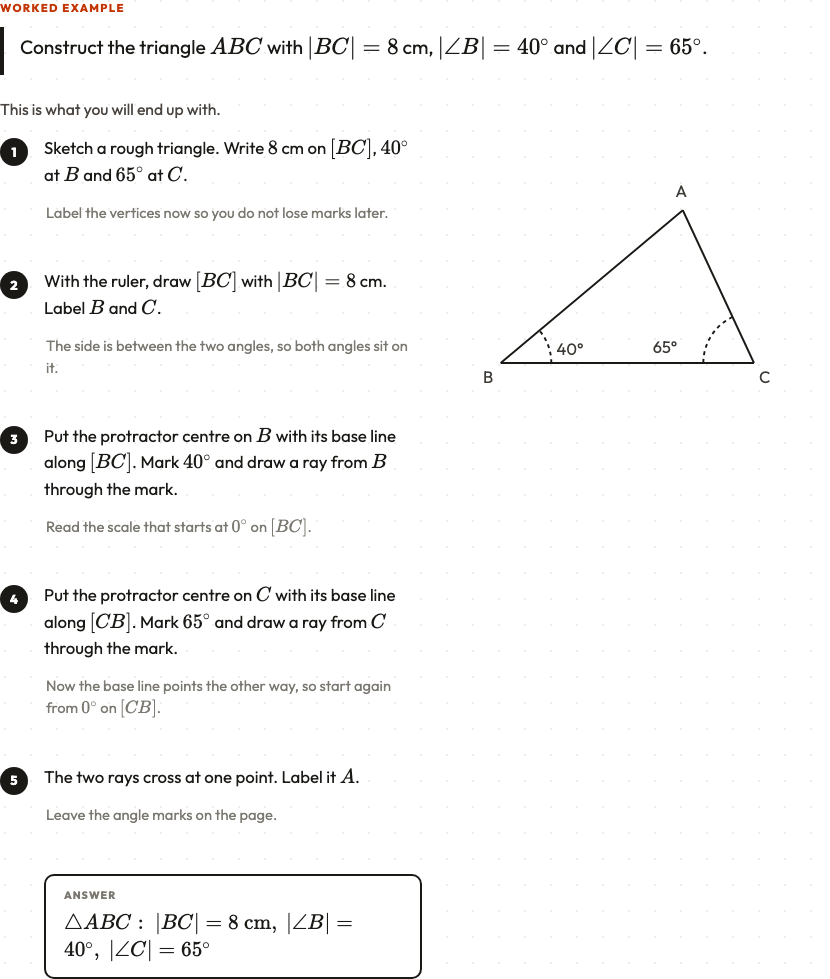 WORKED EXAMPLE
Construct the triangle ABC with |BC| = 8 cm, |∠B| = 40° and |∠C| = 65°.
This is what you will end up with.
1
Sketch a rough triangle. Write 8 cm on [BC], 40°
at B and 65° at C.
Label the vertices now so you do not lose marks later.
2
With the ruler, draw [BC] with |BC| = 8 cm.
Label B and C.
The side is between the two angles, so both angles sit on
it.
3
Put the protractor centre on B with its base line
along [BC]. Mark 40° and draw a ray from B
through the mark.
Read the scale that starts at 0° on [BC].
4
Put the protractor centre on C with its base line
along [CB]. Mark 65° and draw a ray from C
through the mark.
Now the base line points the other way, so start again
from 0° on [CB].
5
The two rays cross at one point. Label it A.
Leave the angle marks on the page.
ANSWER
△ABC : |BC| = 8 cm, |∠B| =
40°, |∠C| = 65°
A
40°
65°
B
C